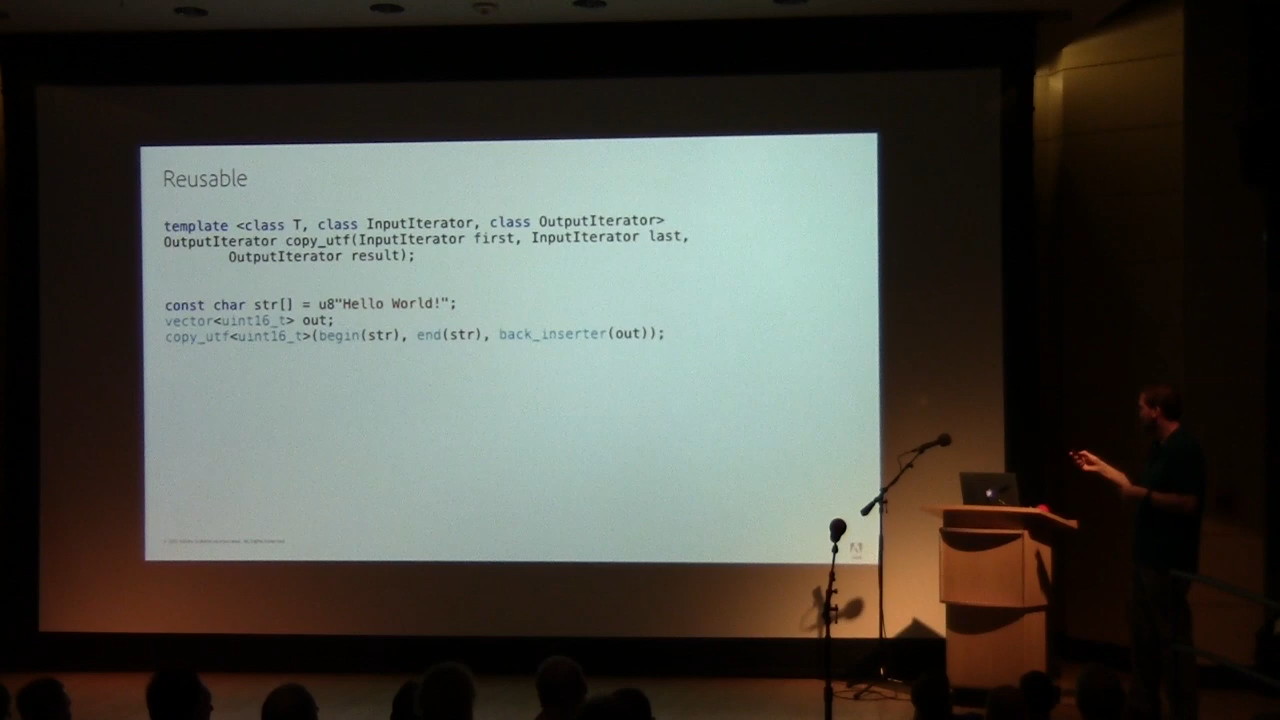 Reusable
template <class T, class InputIterator, class OutputIterator>
OutputIterator copy_utf(InputIterator first, InputIterator last,
OutputIterator result);
const char str[] = u8"Hello World!";
vector<uint16_t> out;
copy_utf<uint16_t>(begin(str), end(str), back_inserter(out));